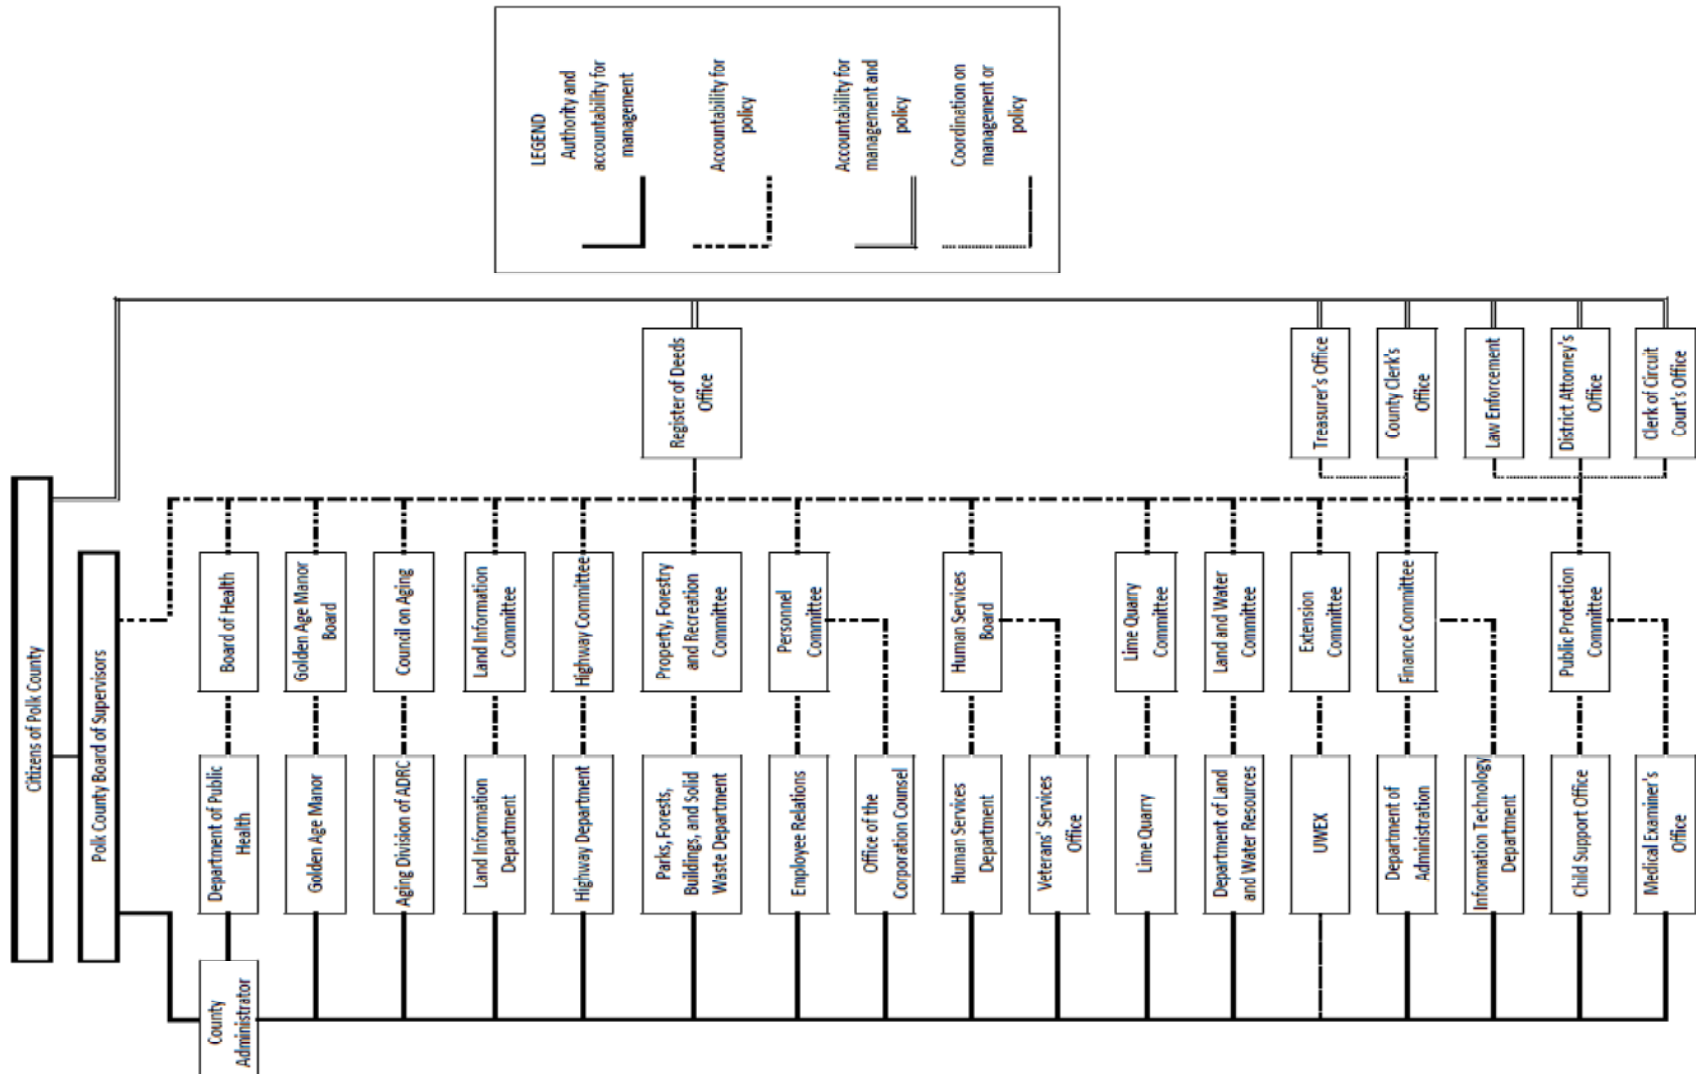 LEGEND
Authority and
accountability for
management
Accountability for
policy
Accountability for
management and
policy
Coordination on
management or
policy
Citizens of Polk County
Polk County Board of Supervisors
County
Administrator
Department of Public
Health
Golden Age Manor
Aging Division of ADRC
Land Information
Department
Highway Department
Parks, Forests,
Buildings, and Solid
Waste Department
Employee Relations
Office of the
Corporation Counsel
Human Services
Department
Veterans' Services
Office
Lime Quarry
Department of Land
and Water Resources
UWEX
Department of
Administration
Information Technology
Department
Child Support Office
Medical Examiner's
Office
Board of Health
Golden Age Manor
Board
Council on Aging
Land Information
Committee
Highway Committee
Property, Forestry
and Recreation
Committee
Personnel
Committee
Human Services
Board
Lime Quarry
Committee
Land and Water
Committee
Extension
Committee
Finance Committee
Public Protection
Committee
Register of Deeds
Office
Treasurer's Office
County Clerk's
Office
Law Enforcement
District Attorney's
Office
Clerk of Circuit
Court's Office